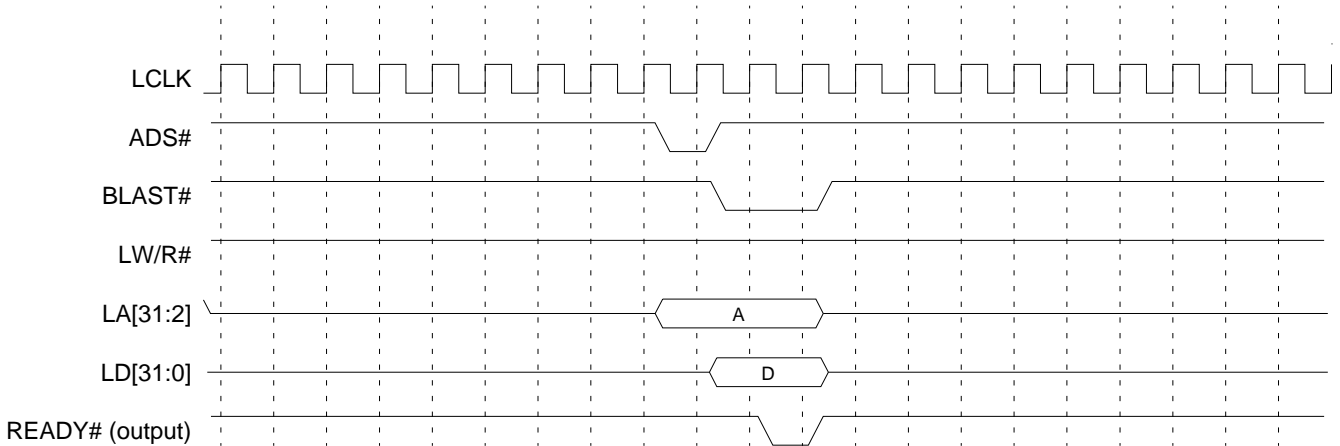 LCLK
ADS#
BLAST#
LW/R#
LA[31:2] A
LD[31:0] D
READY# (output)